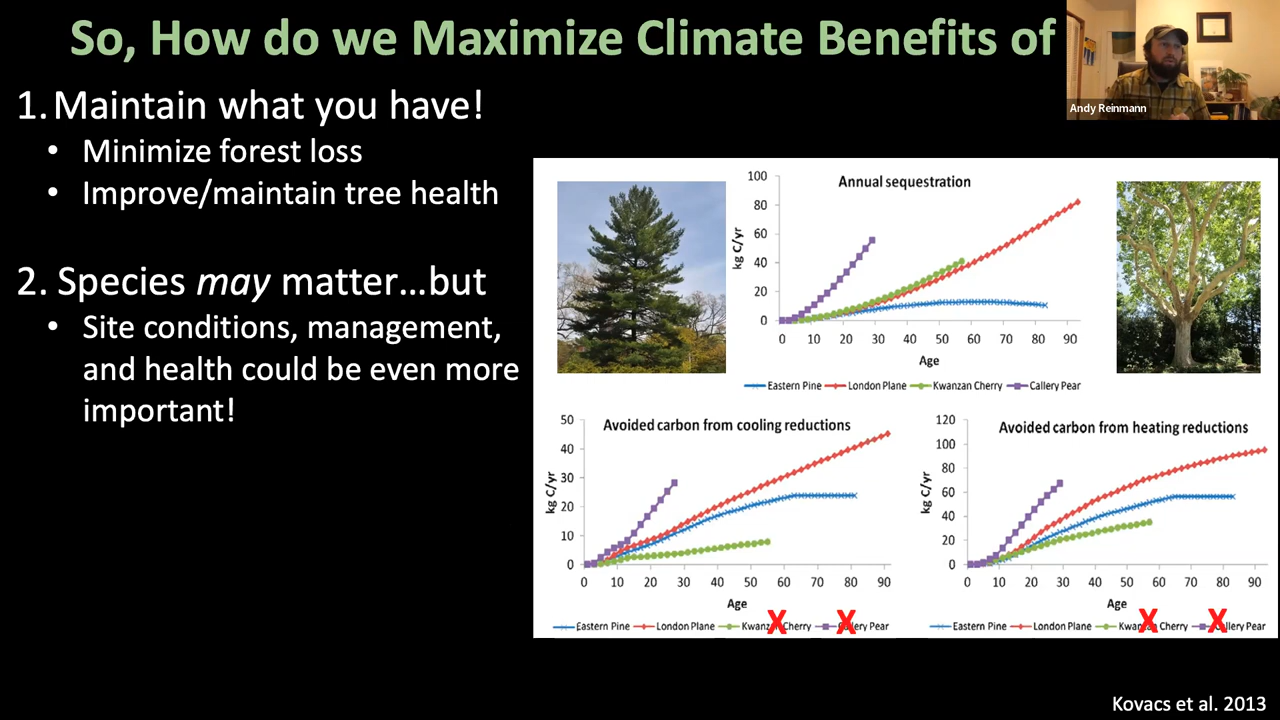 So, How do we Maximize Climate Benefits of
Andy Reinmann
1. Maintain what you have!
• Minimize forest loss
• Improve/maintain tree health
2. Species may matter...but
• Site conditions, management,
and health could be even more
important!
Annual sequestration
kg C/yr
100
80
60
40
20
0
0 10 20 30 40 50 60 70 80 90
Age
Eastern Pine London Plane Kwanzan Cherry Callery Pear
Avoided carbon from cooling reductions
kg C/yr
50
40
30
20
10
0
0 10 20 30 40 50 60 70 80 90
Age
X X
Eastern Pine London Plane Kwanzan Cherry Callery Pear
Avoided carbon from heating reductions
kg C/yr
120
100
80
60
40
20
0
0 10 20 30 40 50 60 70 80 90
Age
X X
Eastern Pine London Plane Kwanzan Cherry Callery Pear
Kovacs et al. 2013